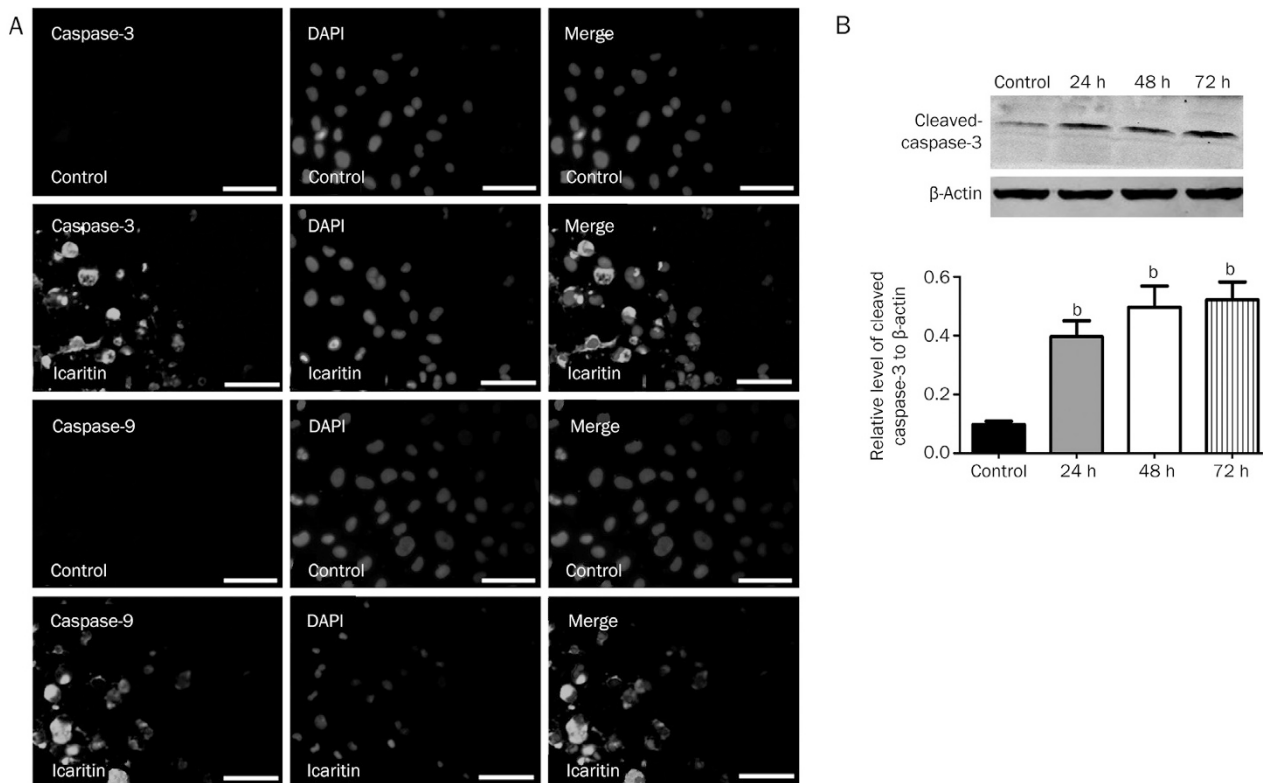 A
Caspase-3
DAPI
Merge
Control
Control
Control
Caspase-3
DAPI
Merge
Icaritin
Icaritin
Icaritin
Caspase-9
DAPI
Merge
Control
Control
Control
Caspase-9
DAPI
Merge
Icaritin
Icaritin
Icaritin
B
Control 24 h 48 h 72 h
Cleaved-
caspase-3
β-Actin
Relative level of cleaved
caspase-3 to β-actin
0.6
0.4
0.2
0.0
b
b
b
Control 24 h 48 h 72 h